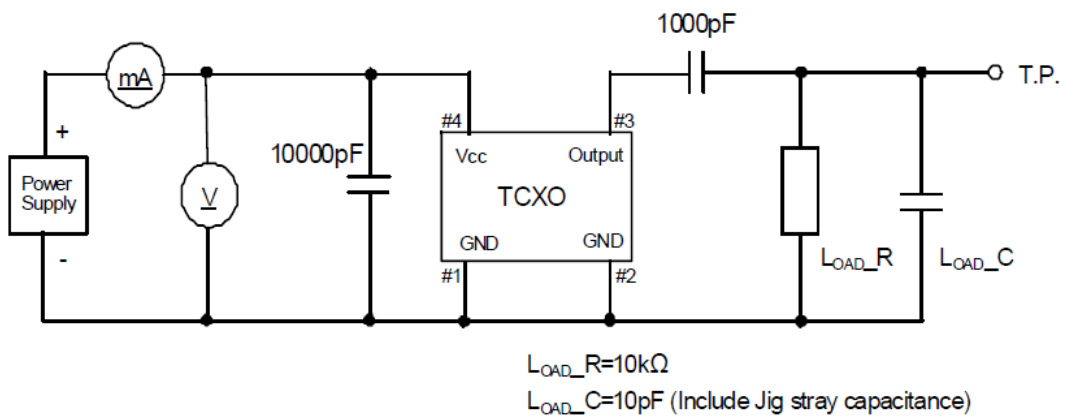 1000pF
mA
T.P.
+
#4
#3
10000pF
Vcc
Output
Power
Supply
V
TCXO
-
GND
GND
#1
#2
LOAD_R
LOAD_C
LOAD_R=10kΩ
LOAD_C=10pF (Include Jig stray capacitance)